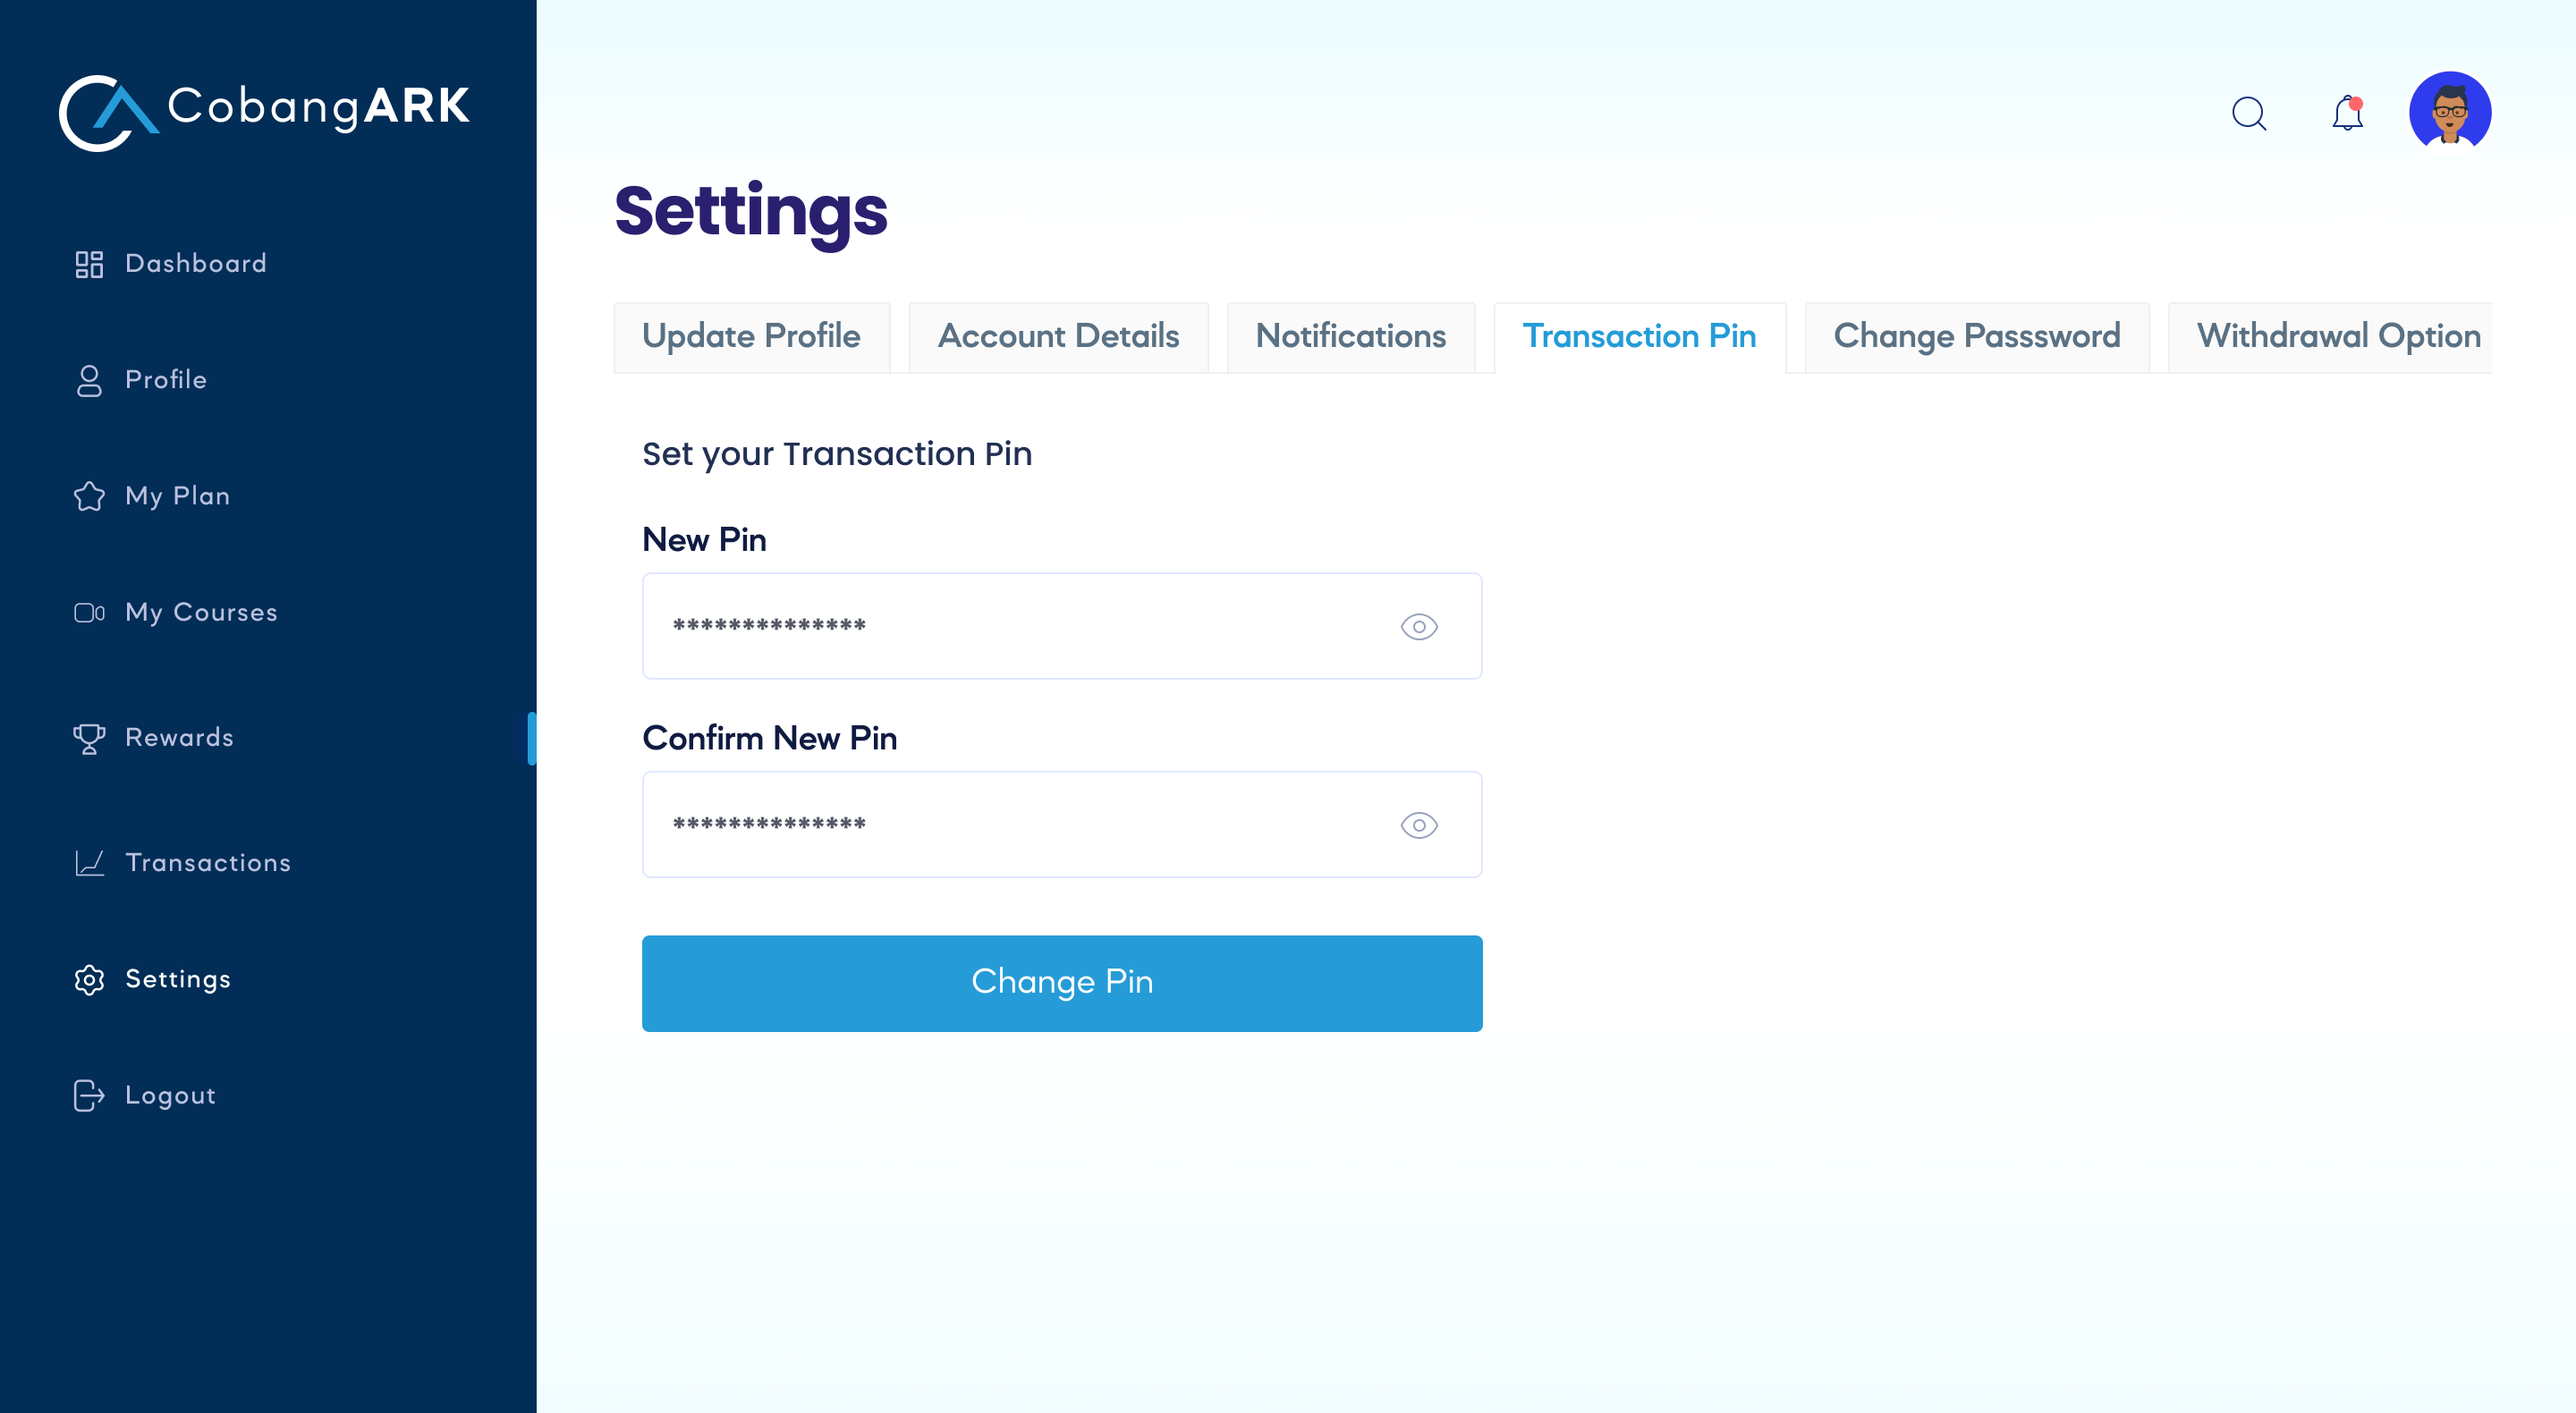 CobangARK
Dashboard
Profile
My Plan
My Courses
Rewards
Transactions
Settings
Logout
Settings
Update Profile
Account Details
Notifications
Transaction Pin
Change Passsword
Withdrawal Option
Set your Transaction Pin
New Pin
**************
Confirm New Pin
**************
Change Pin